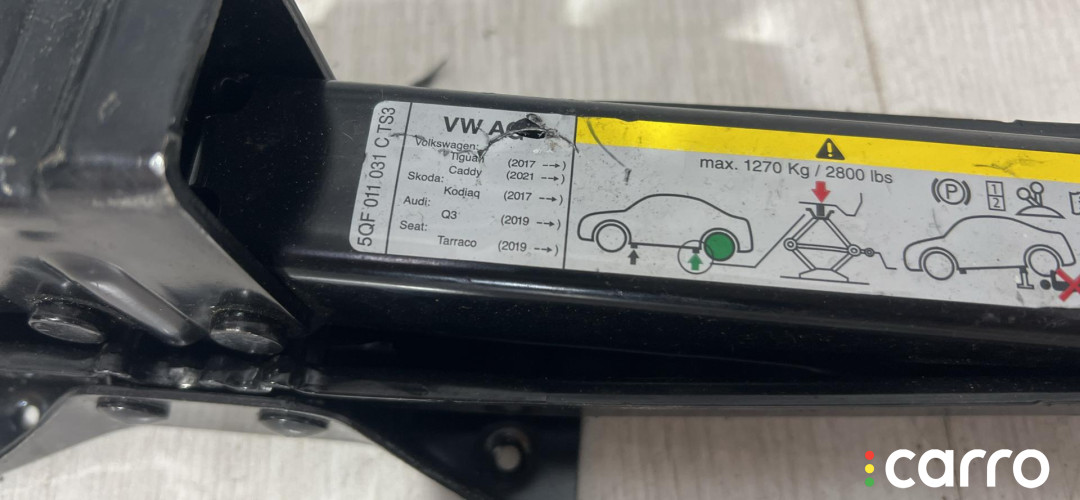 5QF 011 031 C TS3
VW A
Volkswagen:
Tiguan (2017 --→)
Caddy (2021 --→)
Skoda:
Kodiaq (2017 --→)
Audi:
Q3 (2019 --→)
Seat:
Tarraco (2019 --→)
max. 1270 Kg / 2800 lbs
P
1
2
carro